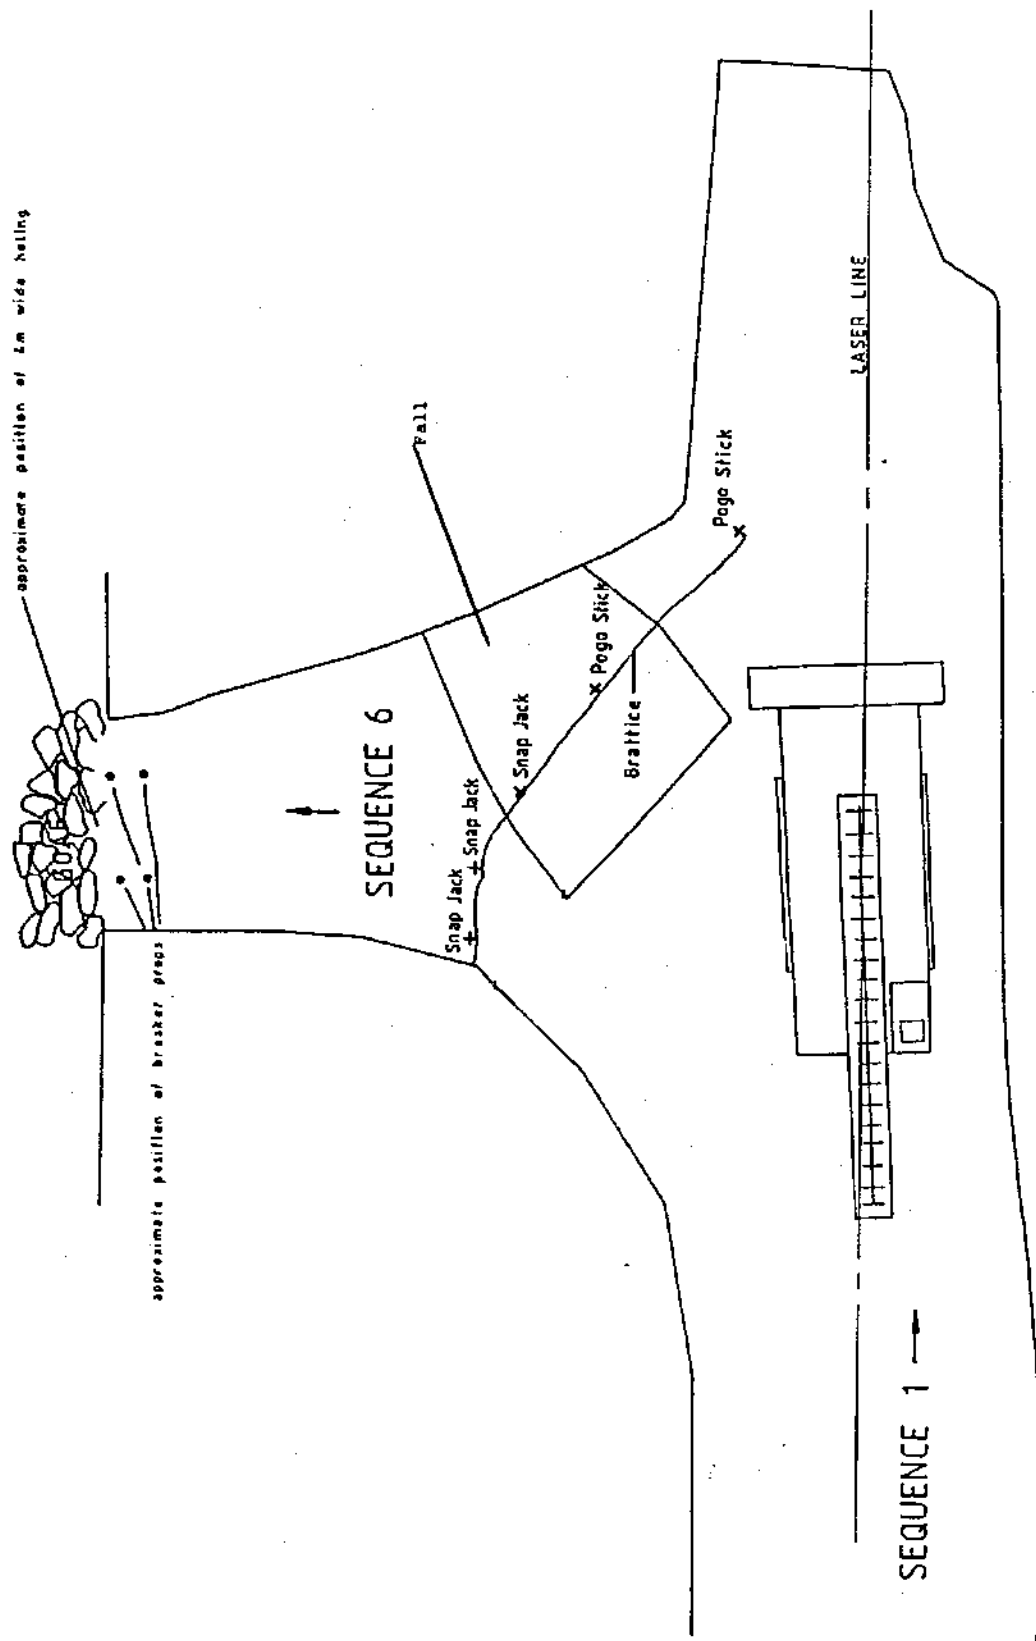 approximate position of 4m wide holing
Fall
SEQUENCE 6
Snap Jack
Snap Jack
Snap Jack
Pogo Stick
Pogo Stick
Brattice
approximate position of breaker props
LASER LINE
SEQUENCE 1